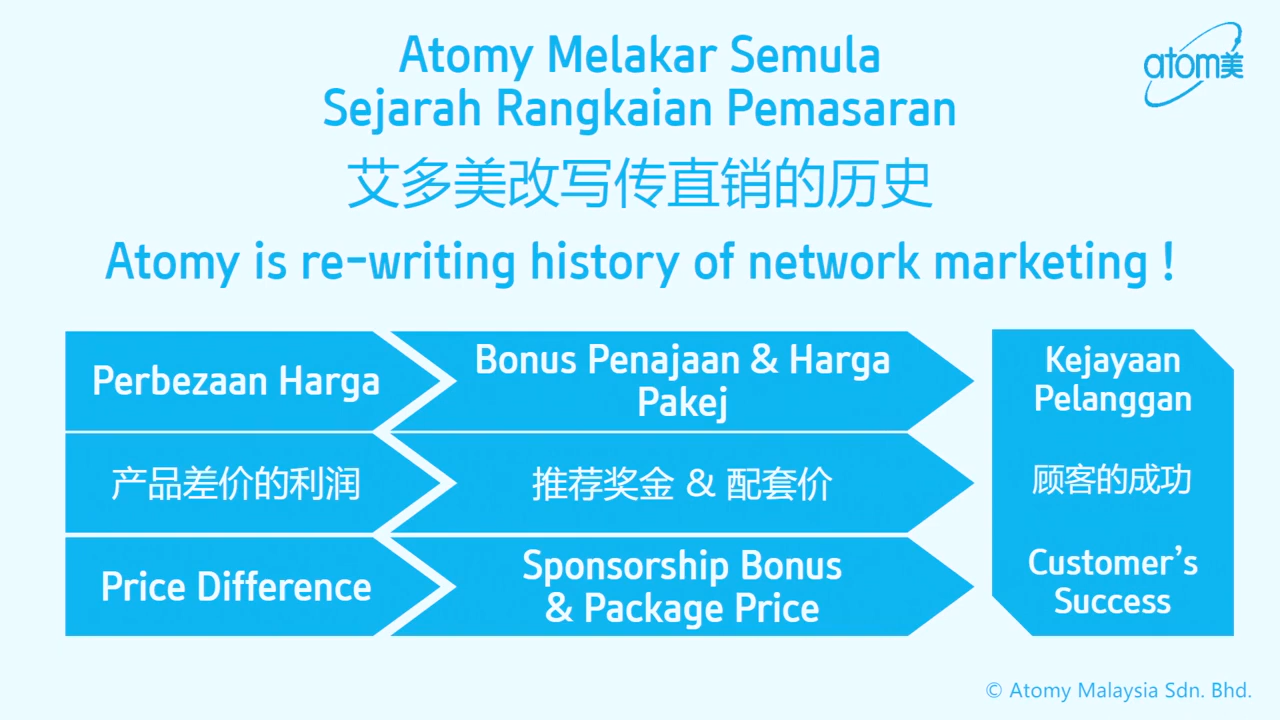 Atomy Melakar Semula
Sejarah Rangkaian Pemasaran
atom美
艾多美改写传直销的历史
Atomy is re-writing history of network marketing !
Perbezaan Harga
Bonus Penajaan & Harga
Pakej
产品差价的利润
推荐奖金 & 配套价
Price Difference
Sponsorship Bonus
& Package Price
Kejayaan
Pelanggan
顾客的成功
Customer's
Success
© Atomy Malaysia Sdn. Bhd.